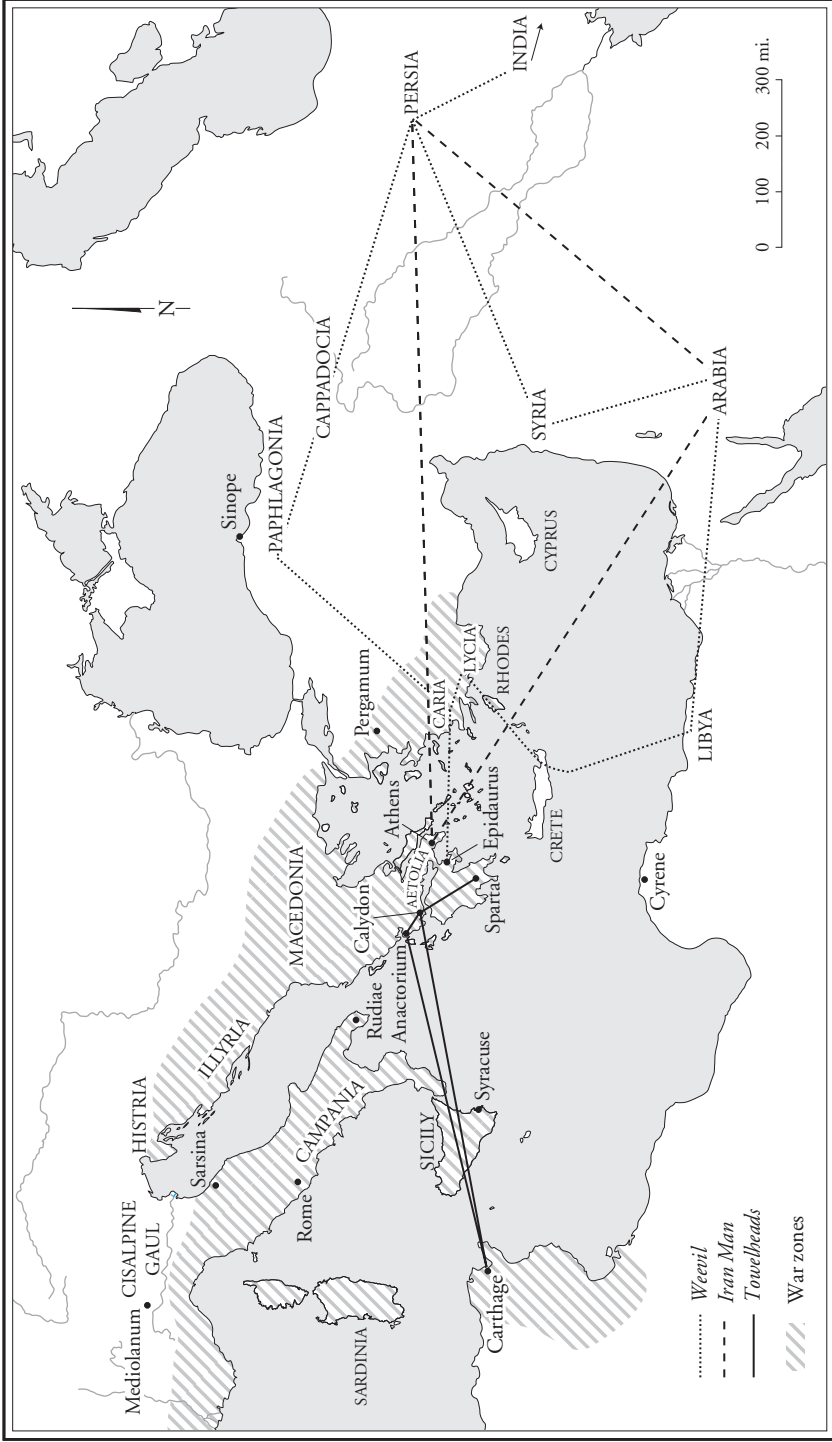 Mediolanum
CISALPINE
GAUL
HISTRIA
Sarsina
ILLYRIA
Rome
CAMPANIA
Rudiae
SARDINIA
SICILY
Syracuse
Carthage
MACEDONIA
Calydon
Anactorium
AETOLIA
Athens
Sparta
Epidaurus
Pergamum
CARIA
LYCIA
RHODES
CRETE
Cyrene
LIBYA
Sinope
PAPHLAGONIA
CAPPADOCIA
CYPRUS
SYRIA
ARABIA
PERSIA
INDIA
N
0 100 200 300 mi.
Weevil
Iran Man
Towelheads
War zones